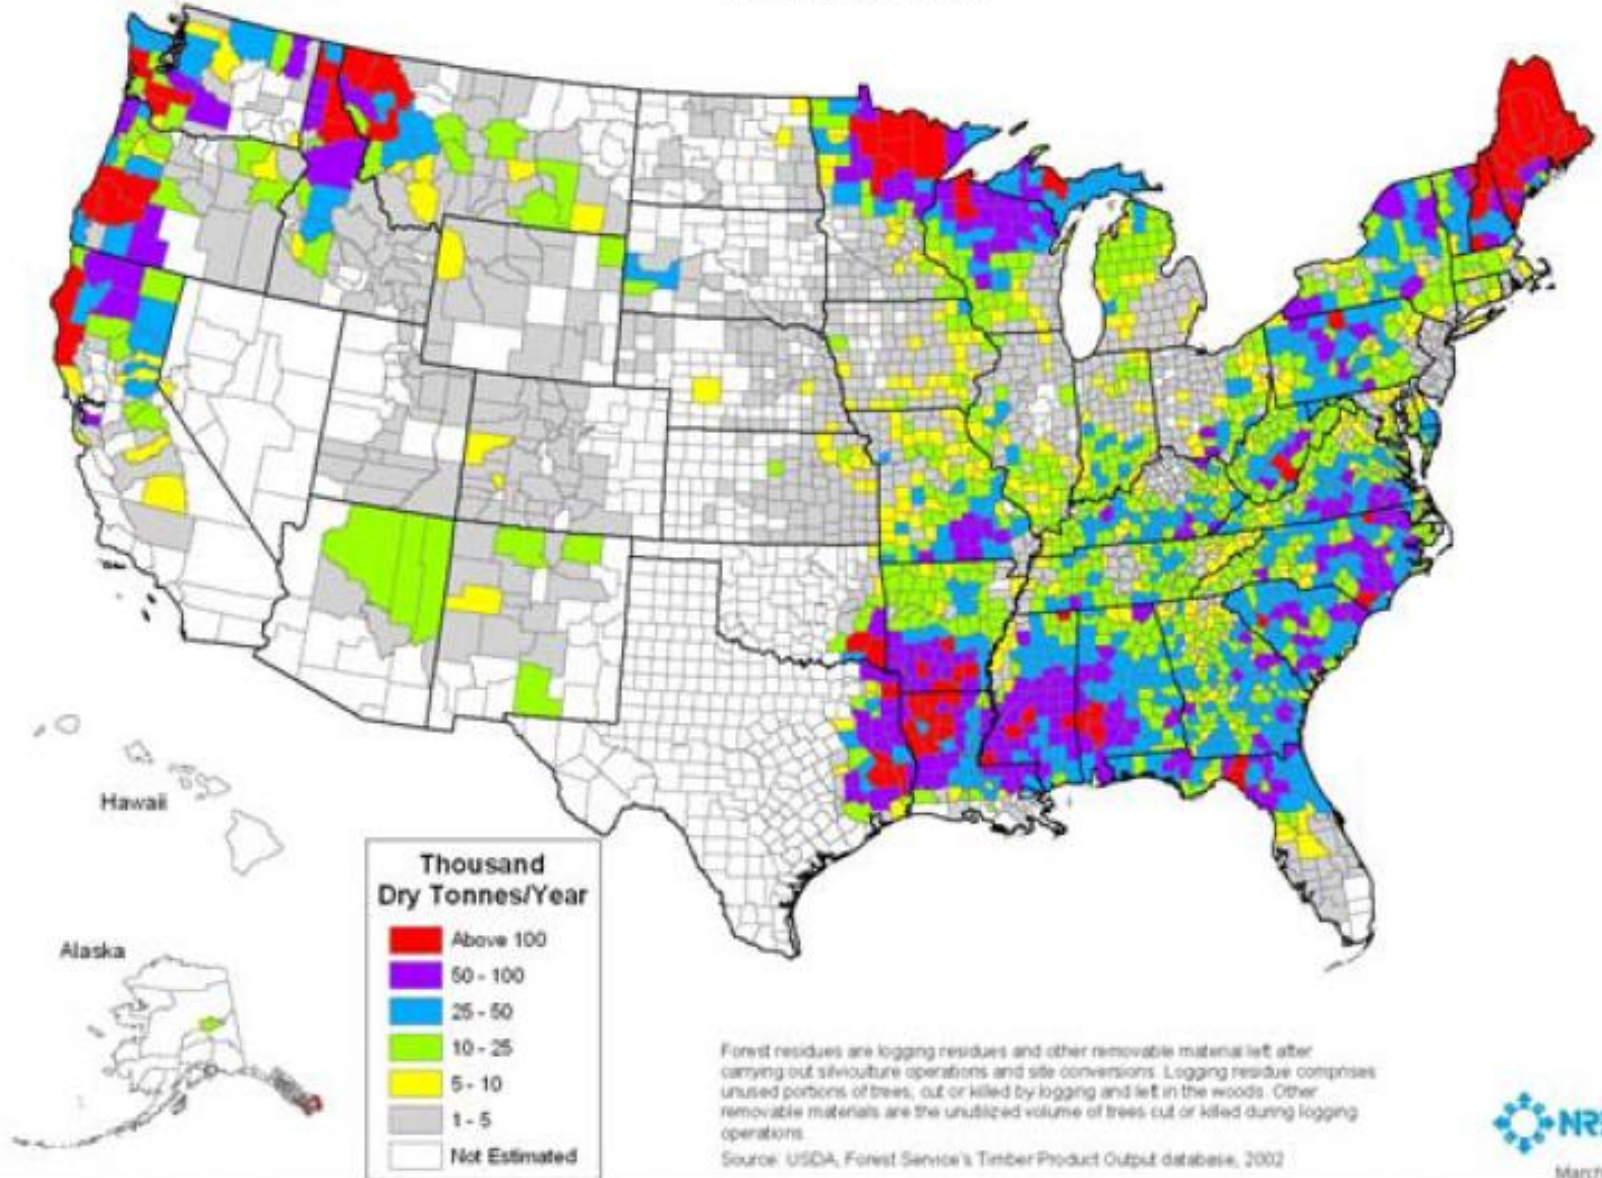 Hawaii
Alaska
Thousand
Dry Tonnes/Year
Above 100
50 - 100
25 - 50
10 - 25
5 - 10
1 - 5
Not Estimated
Forest residues are logging residues and other removable material left after
carrying out silviculture operations and site conversions. Logging residue comprises
unused portions of trees, cut or killed by logging and left in the woods. Other
removable materials are the unutilized volume of trees cut or killed during logging
operations.
Source: USDA, Forest Service's Timber Product Output database, 2002
March